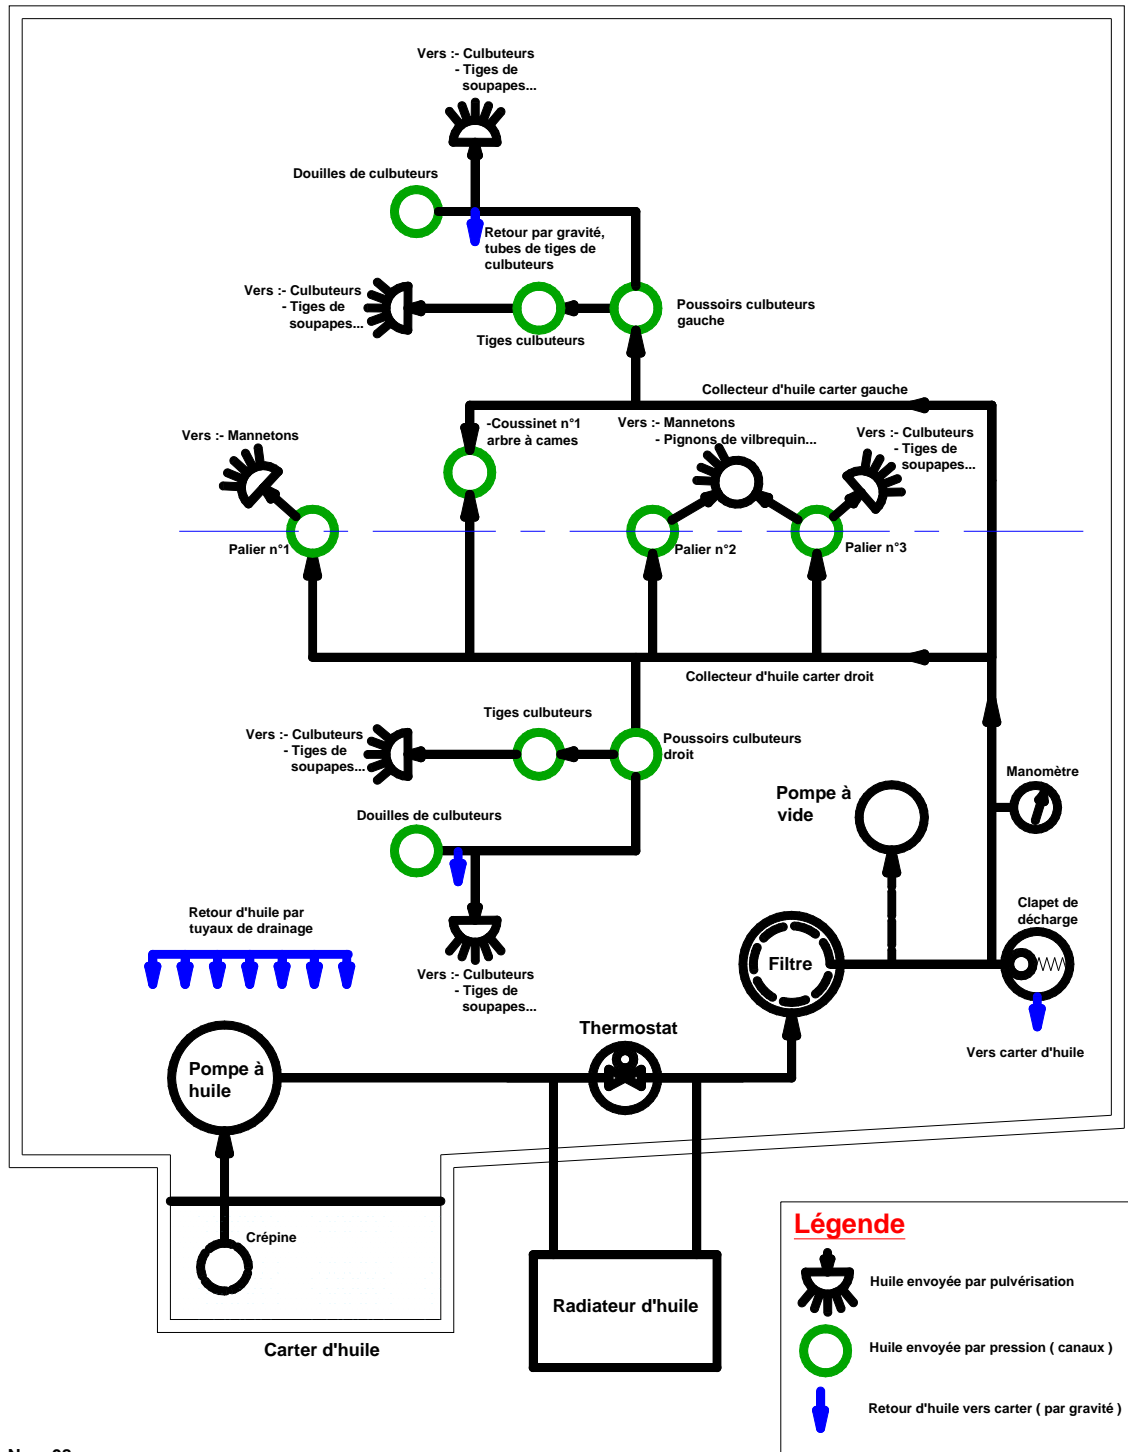 Vers :- Culbuteurs
- Tiges de
soupapes...
Douilles de culbuteurs
Retour par gravité,
tubes de tiges de
culbuteurs
Vers :- Culbuteurs
- Tiges de
soupapes...
Poussoirs culbuteurs
gauche
Tiges culbuteurs
Collecteur d'huile carter gauche
-Coussinet n°1
arbre à cames
Vers :- Mannetons
- Pignons de vilbrequin...
Vers :- Mannetons
Vers :- Culbuteurs
- Tiges de
soupapes...
Palier n°1
Palier n°2
Palier n°3
Collecteur d'huile carter droit
Tiges culbuteurs
Vers :- Culbuteurs
- Tiges de
soupapes...
Poussoirs culbuteurs
droit
Manomètre
Pompe à
vide
Douilles de culbuteurs
Clapet de
décharge
Retour d'huile par
tuyaux de drainage
Filtre
Vers :- Culbuteurs
- Tiges de
soupapes...
Thermostat
Vers carter d'huile
Pompe à
huile
Crépine
Radiateur d'huile
Carter d'huile
Légende
Huile envoyée par pulvérisation
Huile envoyée par pression ( canaux )
Retour d'huile vers carter ( par gravité )